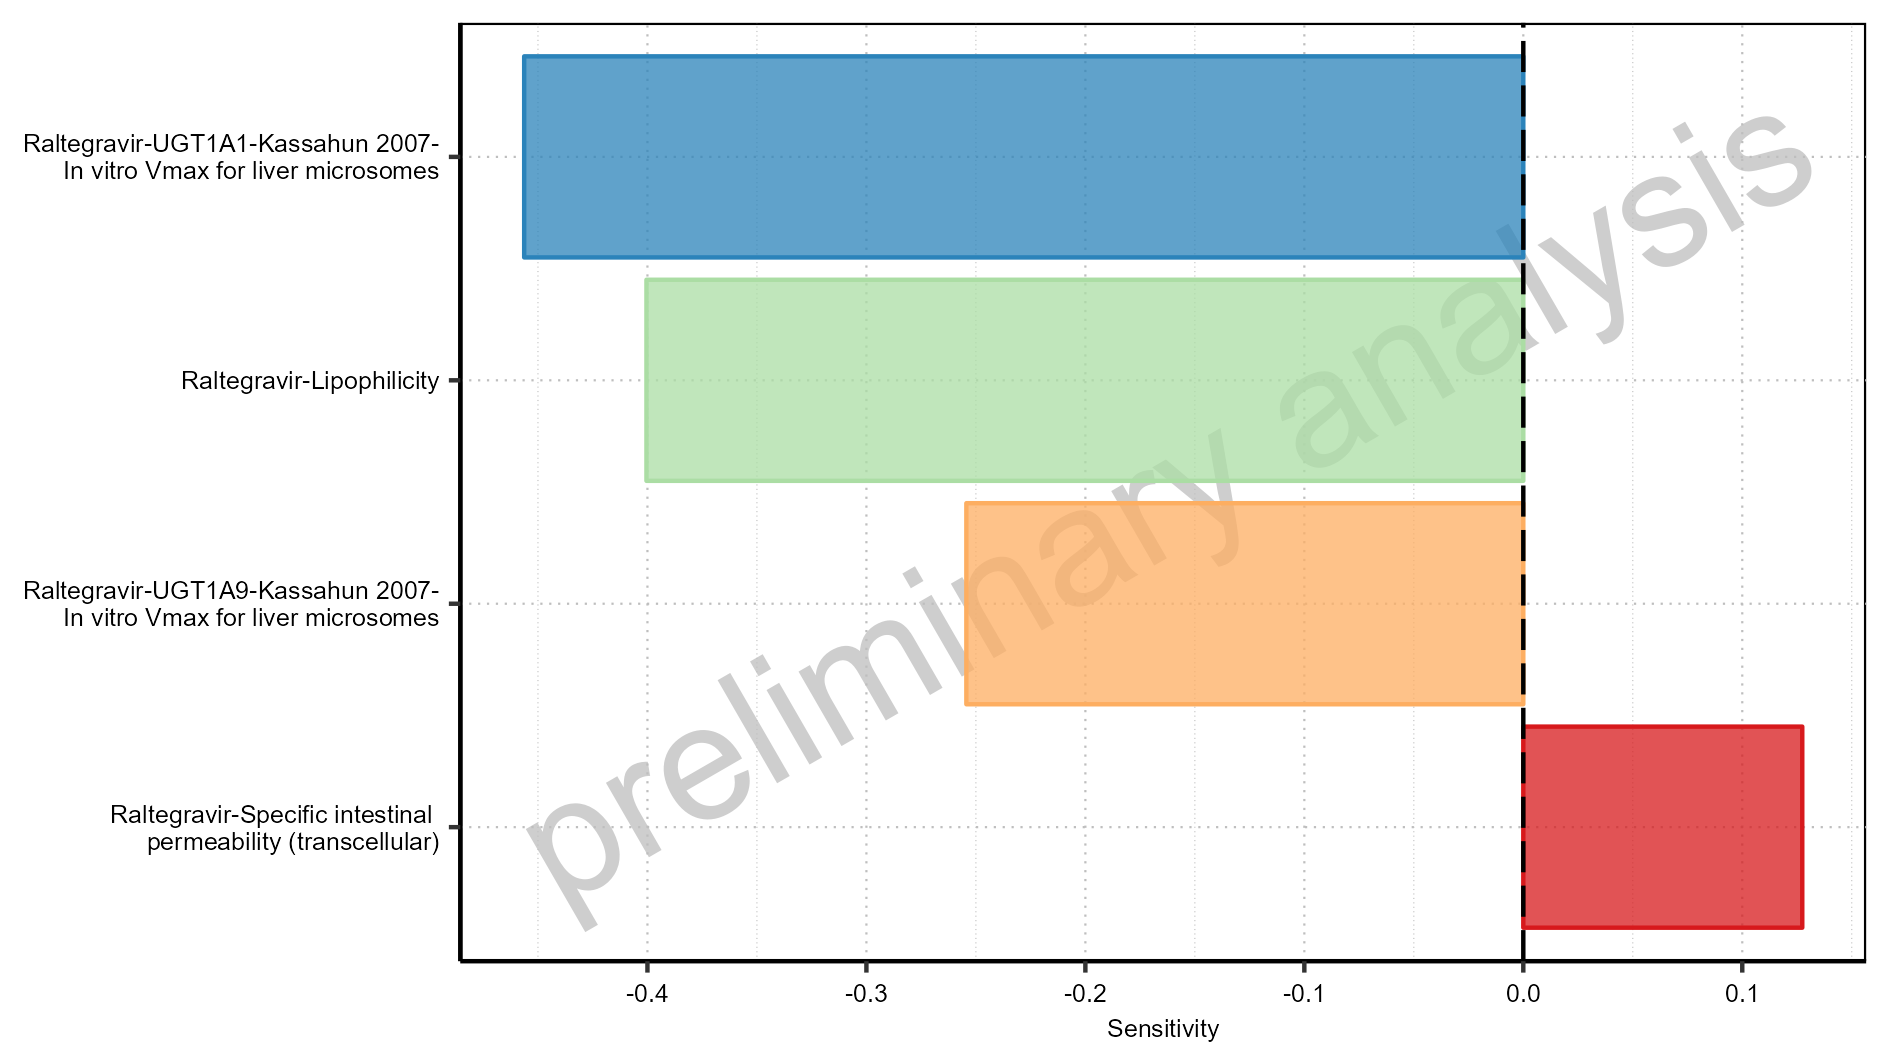 Raltegravir-UGT1A1-Kassahun 2007-
In vitro Vmax for liver microsomes
Raltegravir-Lipophilicity
Raltegravir-UGT1A9-Kassahun 2007-
In vitro Vmax for liver microsomes
Raltegravir-Specific intestinal
permeability (transcellular)
preliminary analysis
-0.4 -0.3 -0.2 -0.1 0.0 0.1
Sensitivity